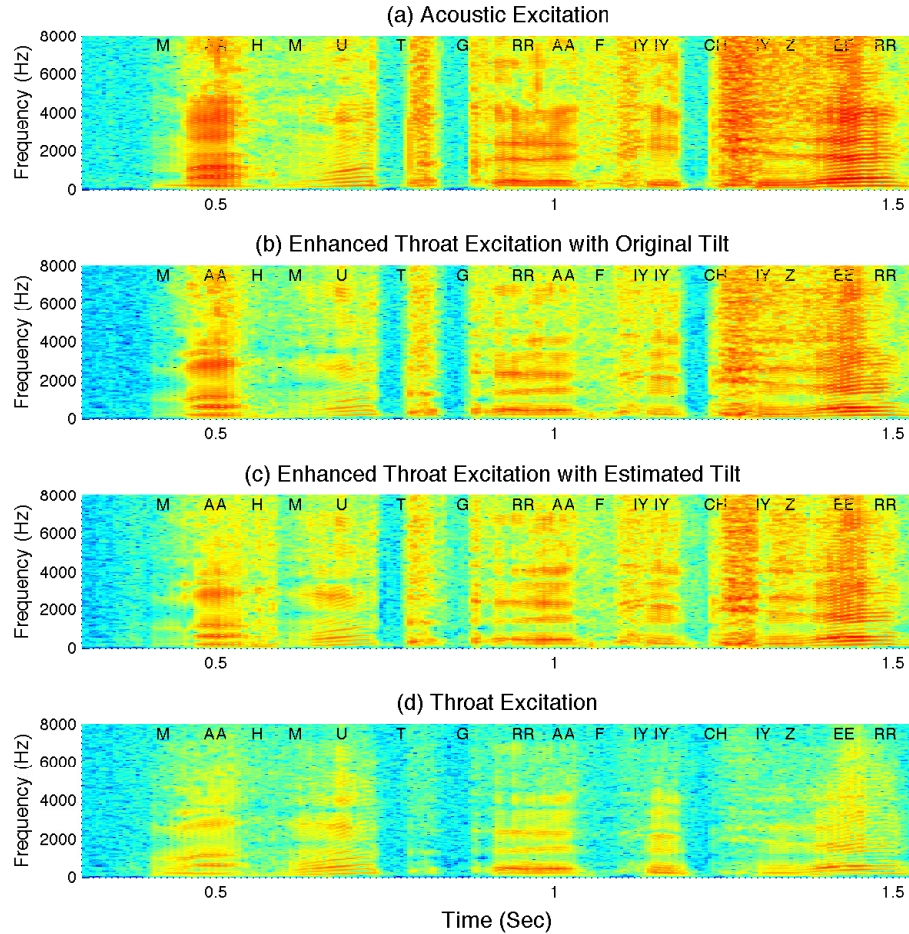 (a) Acoustic Excitation
M AA H M U T G RR AA F IY IY CH IY Z EE RR
8000
6000
4000
2000
0
Frequency (Hz)
0.5 1 1.5
(b) Enhanced Throat Excitation with Original Tilt
M AA H M U T G RR AA F IY IY CH IY Z EE RR
8000
6000
4000
2000
0
Frequency (Hz)
0.5 1 1.5
(c) Enhanced Throat Excitation with Estimated Tilt
M AA H M U T G RR AA F IY IY CH IY Z EE RR
8000
6000
4000
2000
0
Frequency (Hz)
0.5 1 1.5
(d) Throat Excitation
M AA H M U T G RR AA F IY IY CH IY Z EE RR
8000
6000
4000
2000
0
Frequency (Hz)
0.5 1 1.5
Time (Sec)